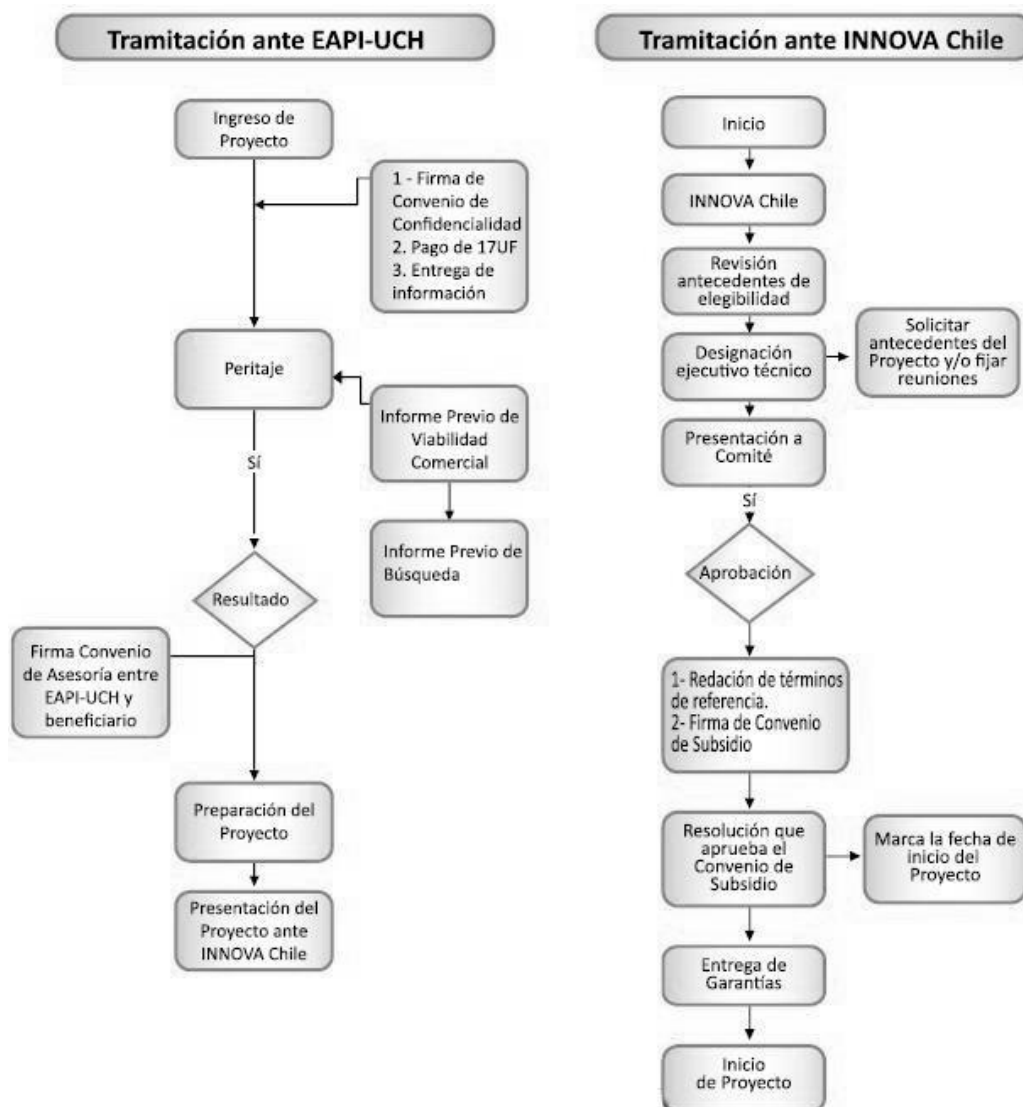 Tramitación ante EAPI-UCH
Ingreso de
Proyecto
1 - Firma de
Convenio de
Confidencialidad
2. Pago de 17UF
3. Entrega de
información
Peritaje
Informe Previo de
Viabilidad
Comercial
Sí
Informe Previo de
Búsqueda
Resultado
Firma Convenio
de Asesoría entre
EAPI-UCH y
beneficiario
Preparación del
Proyecto
Presentación del
Proyecto ante
INNOVA Chile
Tramitación ante INNOVA Chile
Inicio
INNOVA Chile
Revisión
antecedentes de
elegibilidad
Designación
ejecutivo técnico
Solicitar
antecedentes del
Proyecto y/o fijar
reuniones
Presentación a
Comité
Sí
Aprobación
1- Redación de términos
de referencia.
2- Firma de Convenio
de Subsidio
Resolución que
aprueba el
Convenio de
Subsidio
Marca la fecha de
inicio del
Proyecto
Entrega de
Garantías
Inicio
de Proyecto